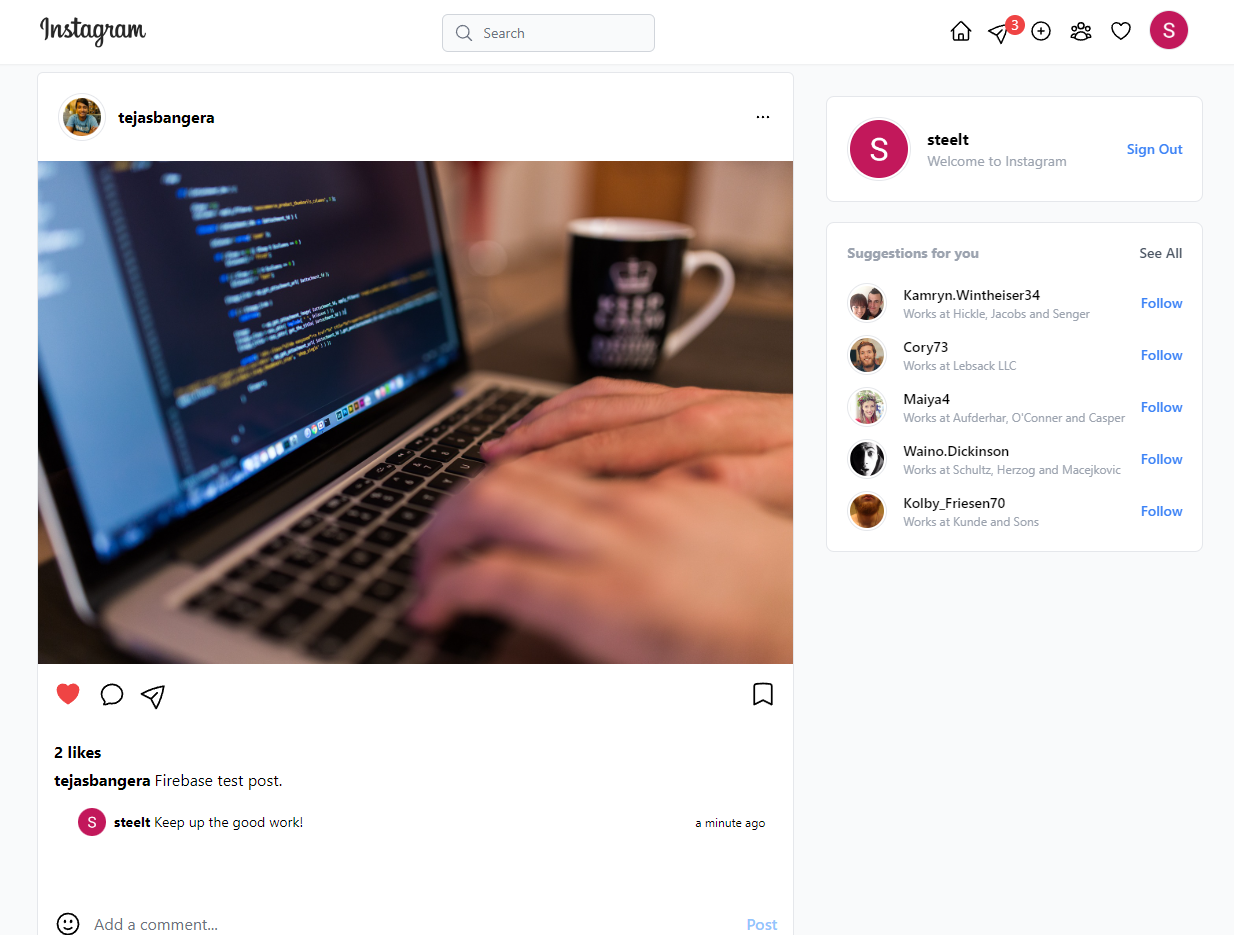 Instagram
Search
3
S
tejasbangera
S
steelt
Welcome to Instagram
Sign Out
Suggestions for you
See All
Kamryn.Wintheiser34
Works at Hickle, Jacobs and Senger
Follow
Cory73
Works at Lebsack LLC
Follow
Maiya4
Works at Aufderhar, O'Conner and Casper
Follow
Waino.Dickinson
Works at Schultz, Herzog and Macejkovic
Follow
Kolby_Friesen70
Works at Kunde and Sons
Follow
KEEP
CALM
2 likes
tejasbangera Firebase test post.
S
steelt Keep up the good work!
a minute ago
Add a comment...
Post